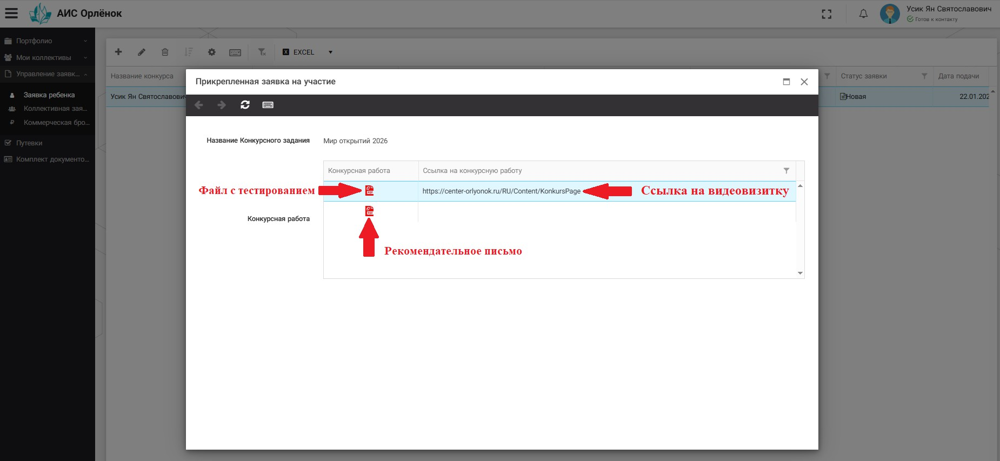 АИС Орлёнок
Усик Ян Святославович
Готов к контакту
Портфолио
Мои коллективы
Управление заявк...
Заявка ребенка
Коллективная зая...
Коммерческая бро...
Путевки
Комплект документо...
EXCEL
Название конкурса
Статус заявки
Дата подачи
Усик Ян Святославович
Новая
22.01.202
Прикрепленная заявка на участие
Название Конкурсного задания
Мир открытий 2026
Конкурсная работа
Ссылка на конкурсную работу
Файл с тестированием
https://center-orlyonok.ru/RU/Content/KonkursPage
Ссылка на видеовизитку
Конкурсная работа
Рекомендательное письмо